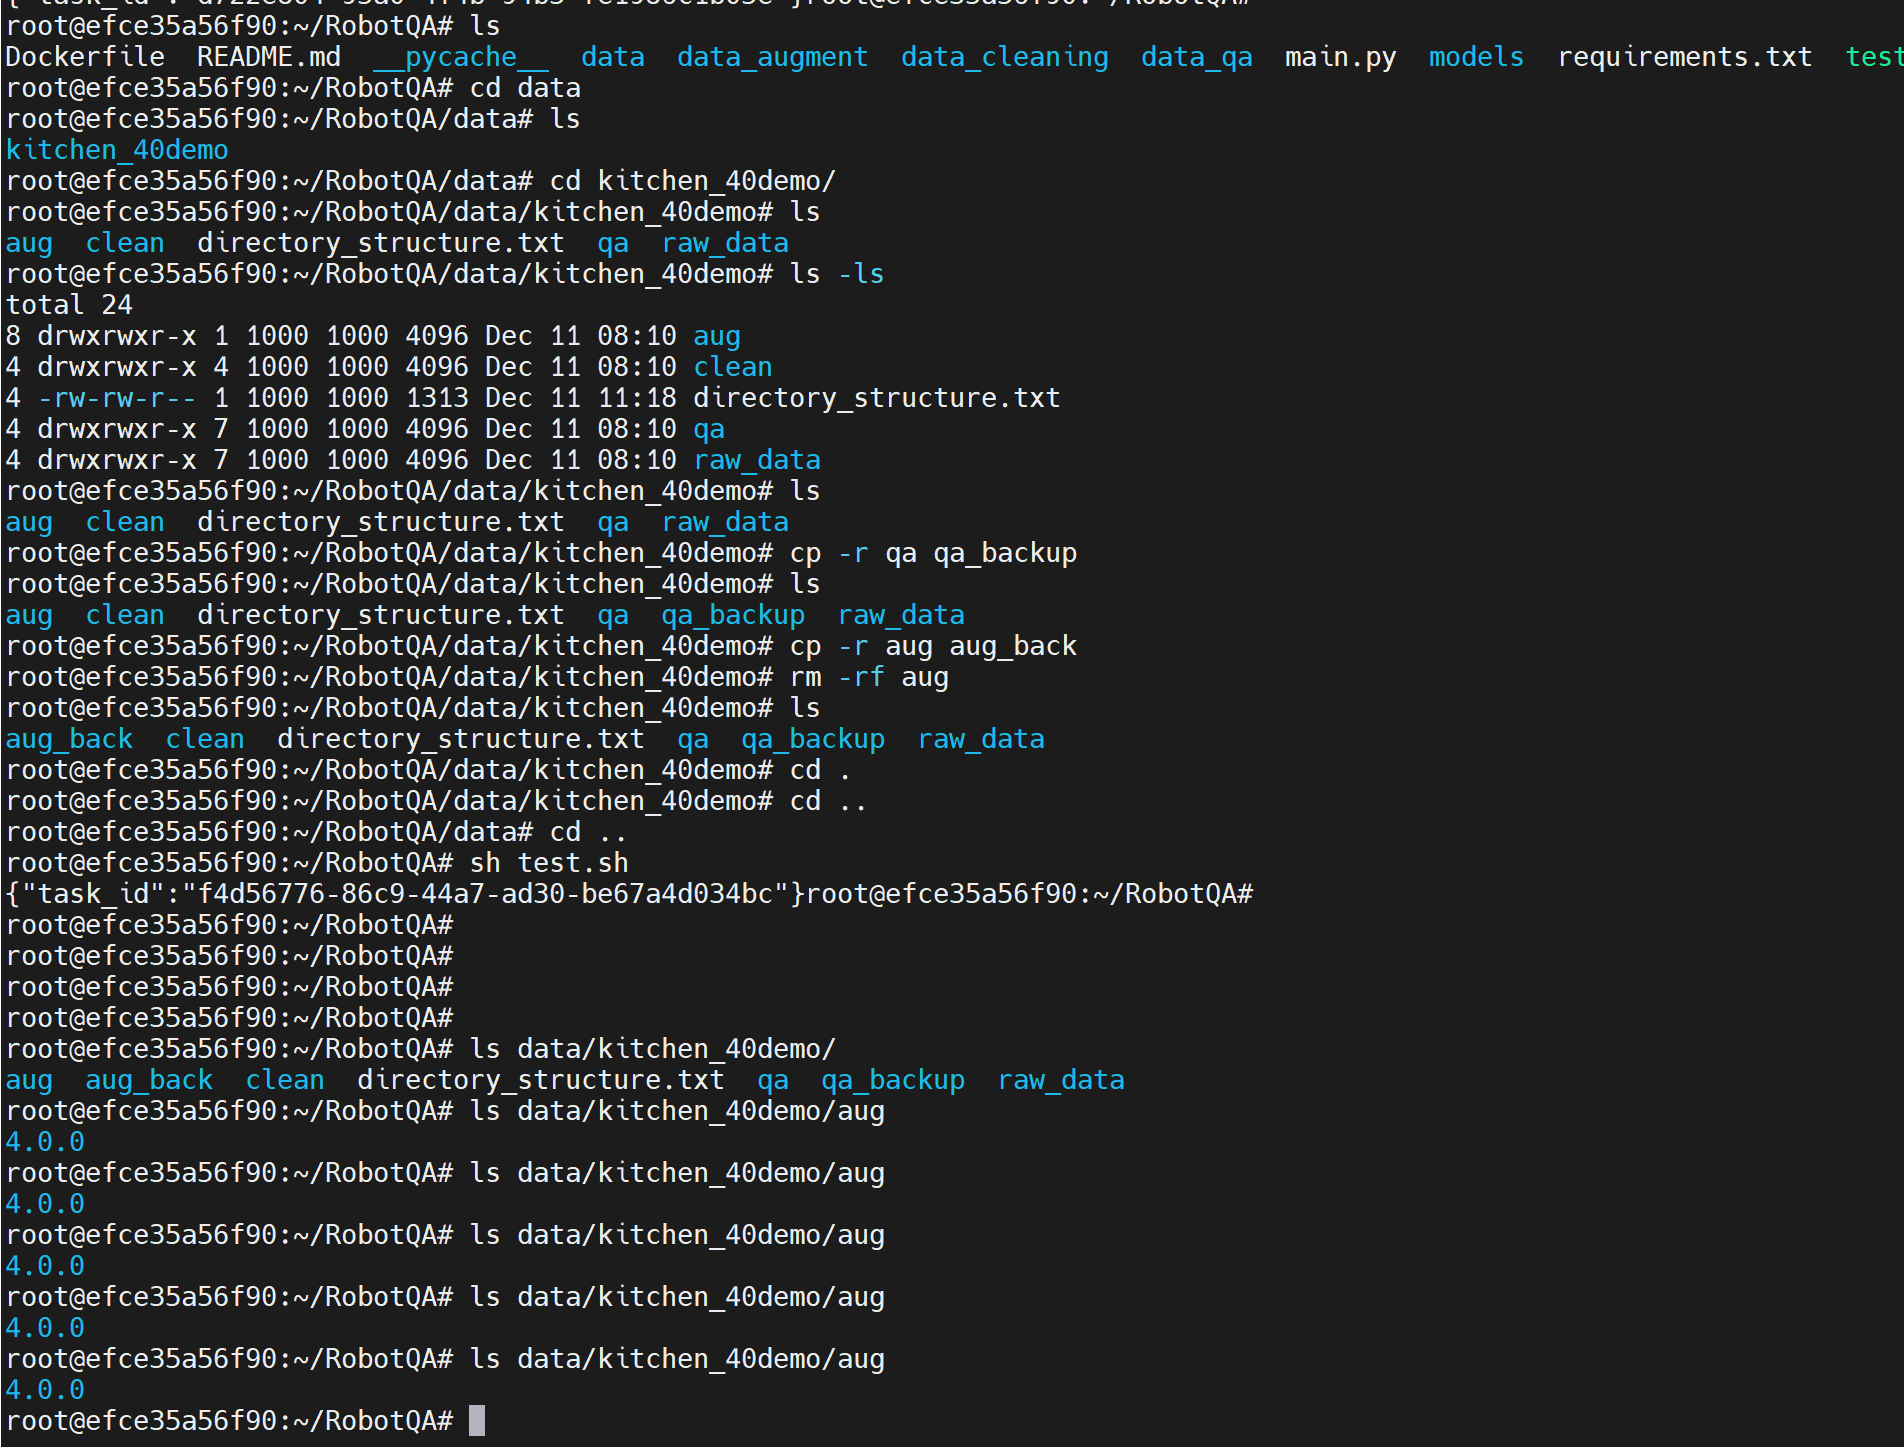 root@efce35a56f90:~/RobotQA# ls
Dockerfile  README.md  __pycache__  data  data_augment  data_cleaning  data_qa  main.py  models  requirements.txt  test
root@efce35a56f90:~/RobotQA# cd data
root@efce35a56f90:~/RobotQA/data# ls
kitchen_40demo
root@efce35a56f90:~/RobotQA/data# cd kitchen_40demo/
root@efce35a56f90:~/RobotQA/data/kitchen_40demo# ls
aug  clean  directory_structure.txt  qa  raw_data
root@efce35a56f90:~/RobotQA/data/kitchen_40demo# ls -ls
total 24
8 drwxrwxr-x 1 1000 1000 4096 Dec 11 08:10 aug
4 drwxrwxr-x 4 1000 1000 4096 Dec 11 08:10 clean
4 -rw-rw-r-- 1 1000 1000 1313 Dec 11 11:18 directory_structure.txt
4 drwxrwxr-x 7 1000 1000 4096 Dec 11 08:10 qa
4 drwxrwxr-x 7 1000 1000 4096 Dec 11 08:10 raw_data
root@efce35a56f90:~/RobotQA/data/kitchen_40demo# ls
aug  clean  directory_structure.txt  qa  raw_data
root@efce35a56f90:~/RobotQA/data/kitchen_40demo# cp -r qa qa_backup
root@efce35a56f90:~/RobotQA/data/kitchen_40demo# ls
aug  clean  directory_structure.txt  qa  qa_backup  raw_data
root@efce35a56f90:~/RobotQA/data/kitchen_40demo# cp -r aug aug_back
root@efce35a56f90:~/RobotQA/data/kitchen_40demo# rm -rf aug
root@efce35a56f90:~/RobotQA/data/kitchen_40demo# ls
aug_back  clean  directory_structure.txt  qa  qa_backup  raw_data
root@efce35a56f90:~/RobotQA/data/kitchen_40demo# cd .
root@efce35a56f90:~/RobotQA/data/kitchen_40demo# cd ..
root@efce35a56f90:~/RobotQA/data# cd ..
root@efce35a56f90:~/RobotQA# sh test.sh
{"task_id":"f4d56776-86c9-44a7-ad30-be67a4d034bc"}root@efce35a56f90:~/RobotQA#
root@efce35a56f90:~/RobotQA#
root@efce35a56f90:~/RobotQA#
root@efce35a56f90:~/RobotQA#
root@efce35a56f90:~/RobotQA#
root@efce35a56f90:~/RobotQA# ls data/kitchen_40demo/
aug  aug_back  clean  directory_structure.txt  qa  qa_backup  raw_data
root@efce35a56f90:~/RobotQA# ls data/kitchen_40demo/aug
4.0.0
root@efce35a56f90:~/RobotQA# ls data/kitchen_40demo/aug
4.0.0
root@efce35a56f90:~/RobotQA# ls data/kitchen_40demo/aug
4.0.0
root@efce35a56f90:~/RobotQA# ls data/kitchen_40demo/aug
4.0.0
root@efce35a56f90:~/RobotQA# ls data/kitchen_40demo/aug
4.0.0
root@efce35a56f90:~/RobotQA#